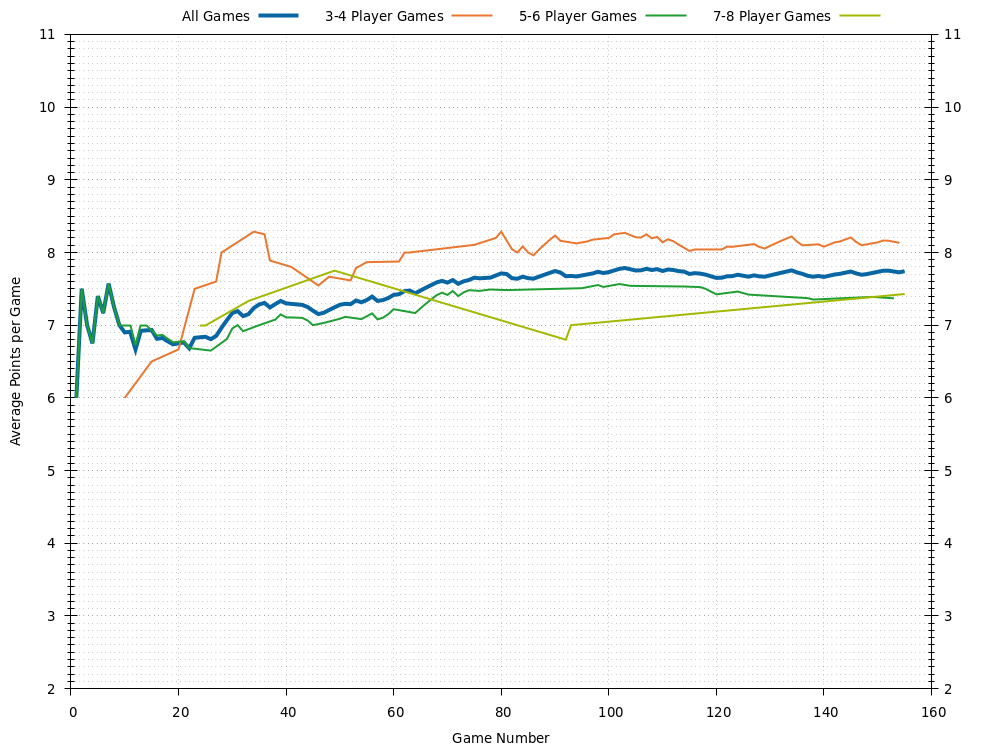 All Games 3-4 Player Games 5-6 Player Games 7-8 Player Games
11 11
10 10
9 9
8 8
7 7
6 6
5 5
4 4
3 3
2 2
Average Points per Game
0 20 40 60 80 100 120 140 160
Game Number